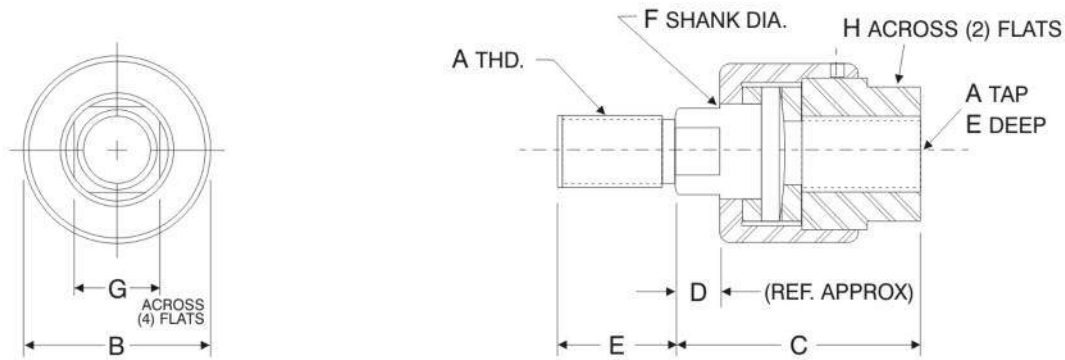 F SHANK DIA.
H ACROSS (2) FLATS
A THD.
A TAP
E DEEP
G
ACROSS
(4) FLATS
B
D
(REF. APPROX)
E
C